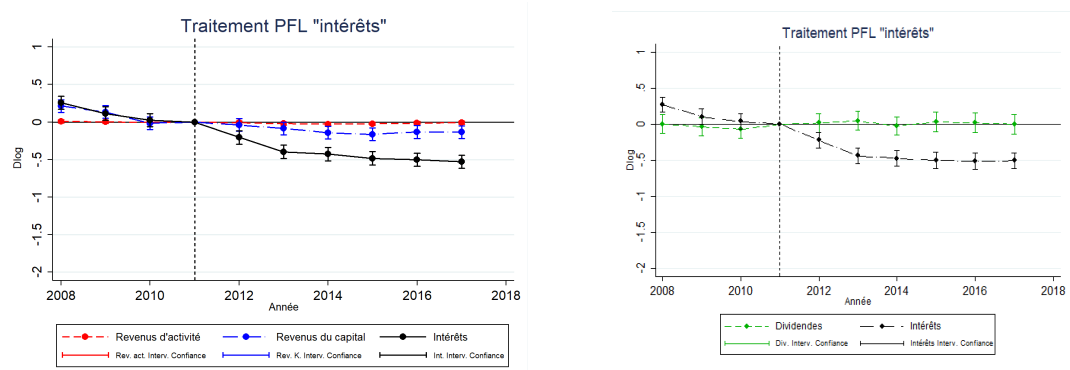 Traitement PFL "intérêts"
1
.5
0
-.5
-1
-1.5
-2
Dlog
2008
2010
2012
2014
2016
2018
Année
Revenus d'activité
Revenus du capital
Intérêts
Rev. act. Interv. Confiance
Rev. K. Interv. Confiance
Int. Interv. Confiance
Traitement PFL "intérêts"
1
.5
0
-.5
-1
-1.5
-2
Dlog
2008
2010
2012
2014
2016
2018
Année
Dividendes
Intérêts
Div. Interv. Confiance
Intérêts Interv. Confiance